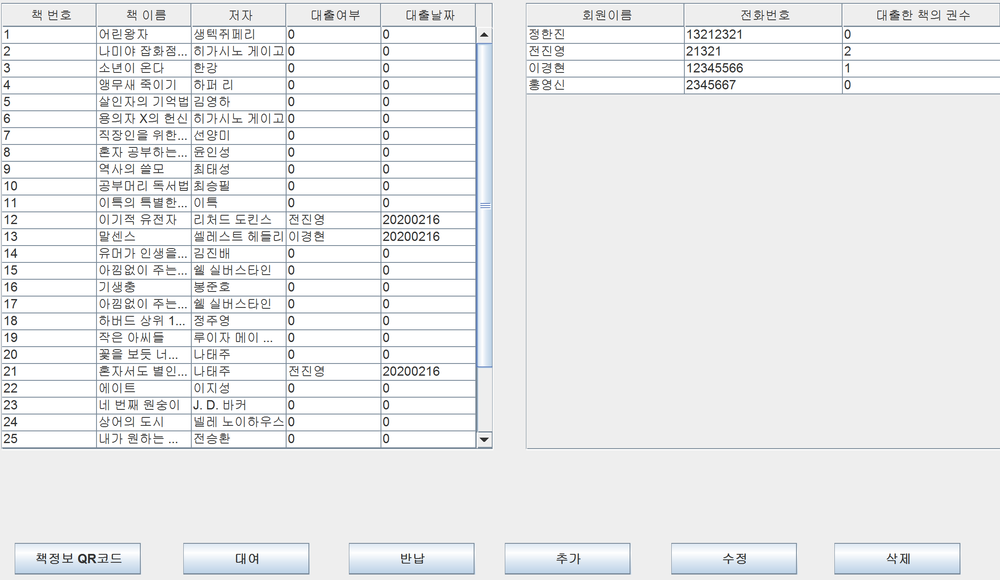 책 번호 책 이름 저자 대출여부 대출날짜
1 어린왕자 생텍쥐페리 0 0
2 나미야 잡화점... 히가시노 게이고 0 0
3 소년이 온다 한강 0 0
4 앵무새 죽이기 하퍼 리 0 0
5 살인자의 기억법 김영하 0 0
6 용의자 X의 헌신 히가시노 게이고 0 0
7 직장인을 위한... 선양미 0 0
8 혼자 공부하는... 윤인성 0 0
9 역사의 쓸모 최태성 0 0
10 공부머리 독서법 최승필 0 0
11 이특의 특별한... 이특 0 0
12 이기적 유전자 리처드 도킨스 전진영 20200216
13 말센스 셀레스트 헤들리 이경현 20200216
14 유머가 인생을... 김진배 0 0
15 아낌없이 주는... 쉘 실버스타인 0 0
16 기생충 봉준호 0 0
17 아낌없이 주는... 쉘 실버스타인 0 0
18 하버드 상위 1... 정주영 0 0
19 작은 아씨들 루이자 메이 ... 0 0
20 꽃을 보듯 너... 나태주 0 0
21 혼자서도 별인... 나태주 전진영 20200216
22 에이트 이지성 0 0
23 네 번째 원숭이 J. D. 바커 0 0
24 상어의 도시 넬레 노이하우스 0 0
25 내가 원하는 ... 전승환 0 0
회원이름 전화번호 대출한 책의 권수
정한진 13212321 0
전진영 21321 2
이경현 12345566 1
홍영신 2345667 0
책정보 QR코드 대여 반납 추가 수정 삭제